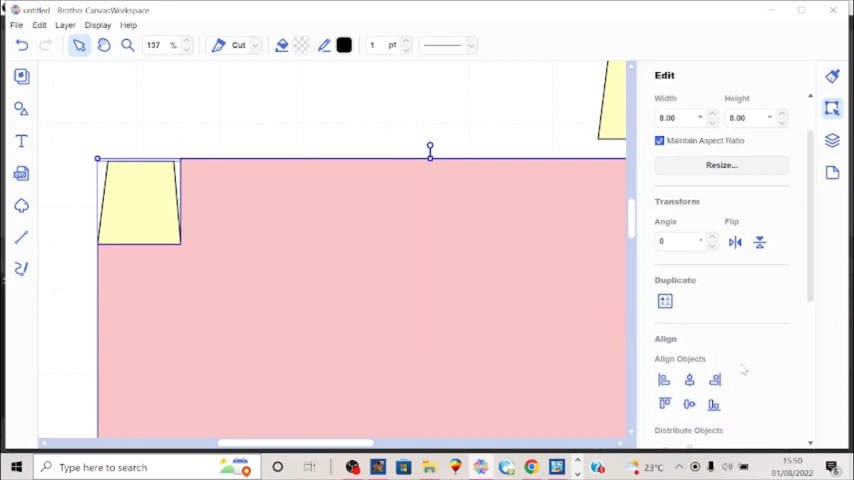 untitled - Brother CanvasWorkspace
File Edit Layer Display Help
137 % Cut 1 pt
Edit
Width Height
8.00 " 8.00 "
Maintain Aspect Ratio
Resize...
Transform
Angle Flip
0 °
Duplicate
Align
Align Objects
Distribute Objects
Type here to search
23°C
15:50
01/08/2022
6